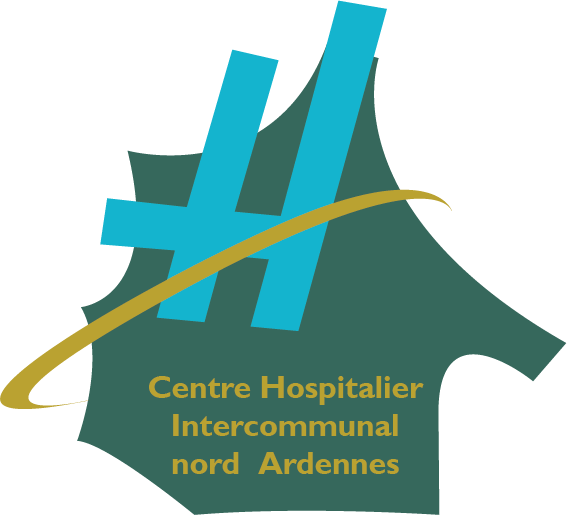 Centre Hospitalier
Intercommunal
nord Ardennes